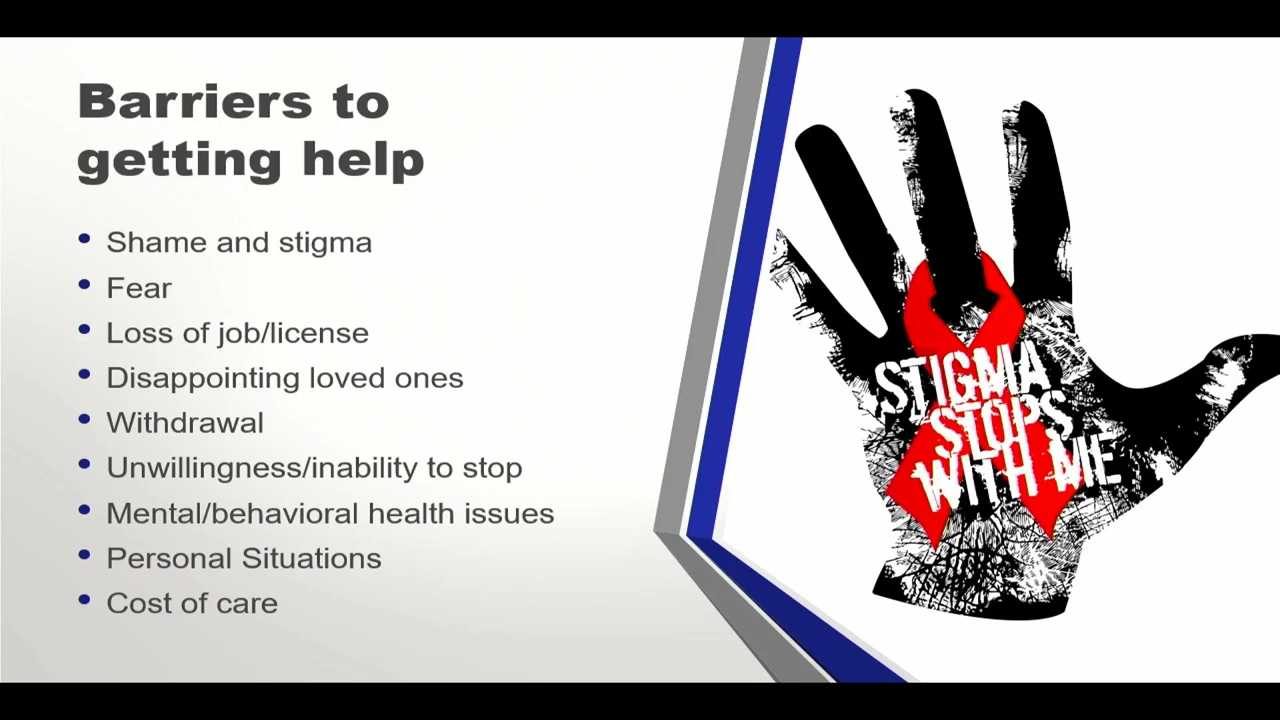 Barriers to
getting help
Shame and stigma
Fear
Loss of job/license
Disappointing loved ones
Withdrawal
Unwillingness/inability to stop
Mental/behavioral health issues
Personal Situations
Cost of care
STIGMA
STOPS
WITH ME